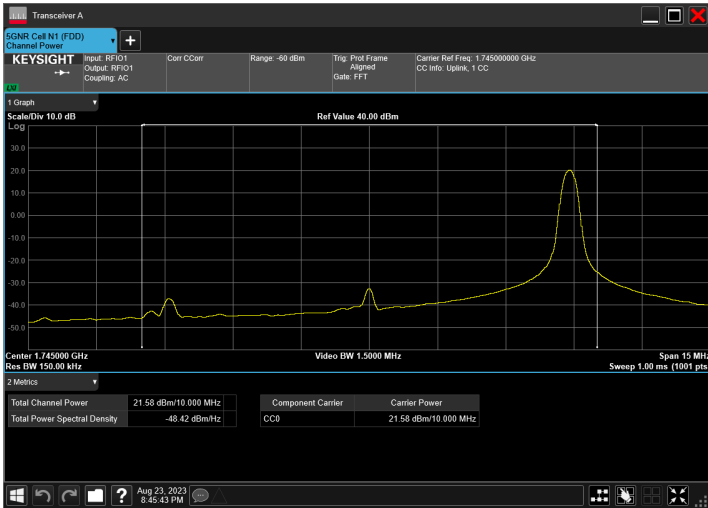 Transceiver A
5GNR Cell N1 (FDD)
Channel Power
KEYSIGHT
Input: RFIO1
Output: RFIO1
Coupling: AC
Corr CCorr
Range: -60 dBm
Trig: Prot Frame
Aligned
Gate: FFT
Carrier Ref Freq: 1.745000000 GHz
CC Info: Uplink, 1 CC
1 Graph
Scale/Div 10.0 dB
Ref Value 40.00 dBm
Log
30.0
20.0
10.0
0.00
-10.0
-20.0
-30.0
-40.0
-50.0
Center 1.745000 GHz
Video BW 1.5000 MHz
Span 15 MHz
Res BW 150.00 kHz
Sweep 1.00 ms (1001 pts
2 Metrics
Total Channel Power 21.58 dBm/10.000 MHz
Total Power Spectral Density -48.42 dBm/Hz
Component Carrier Carrier Power
CC0 21.58 dBm/10.000 MHz
?
Aug 23, 2023
8:45:43 PM